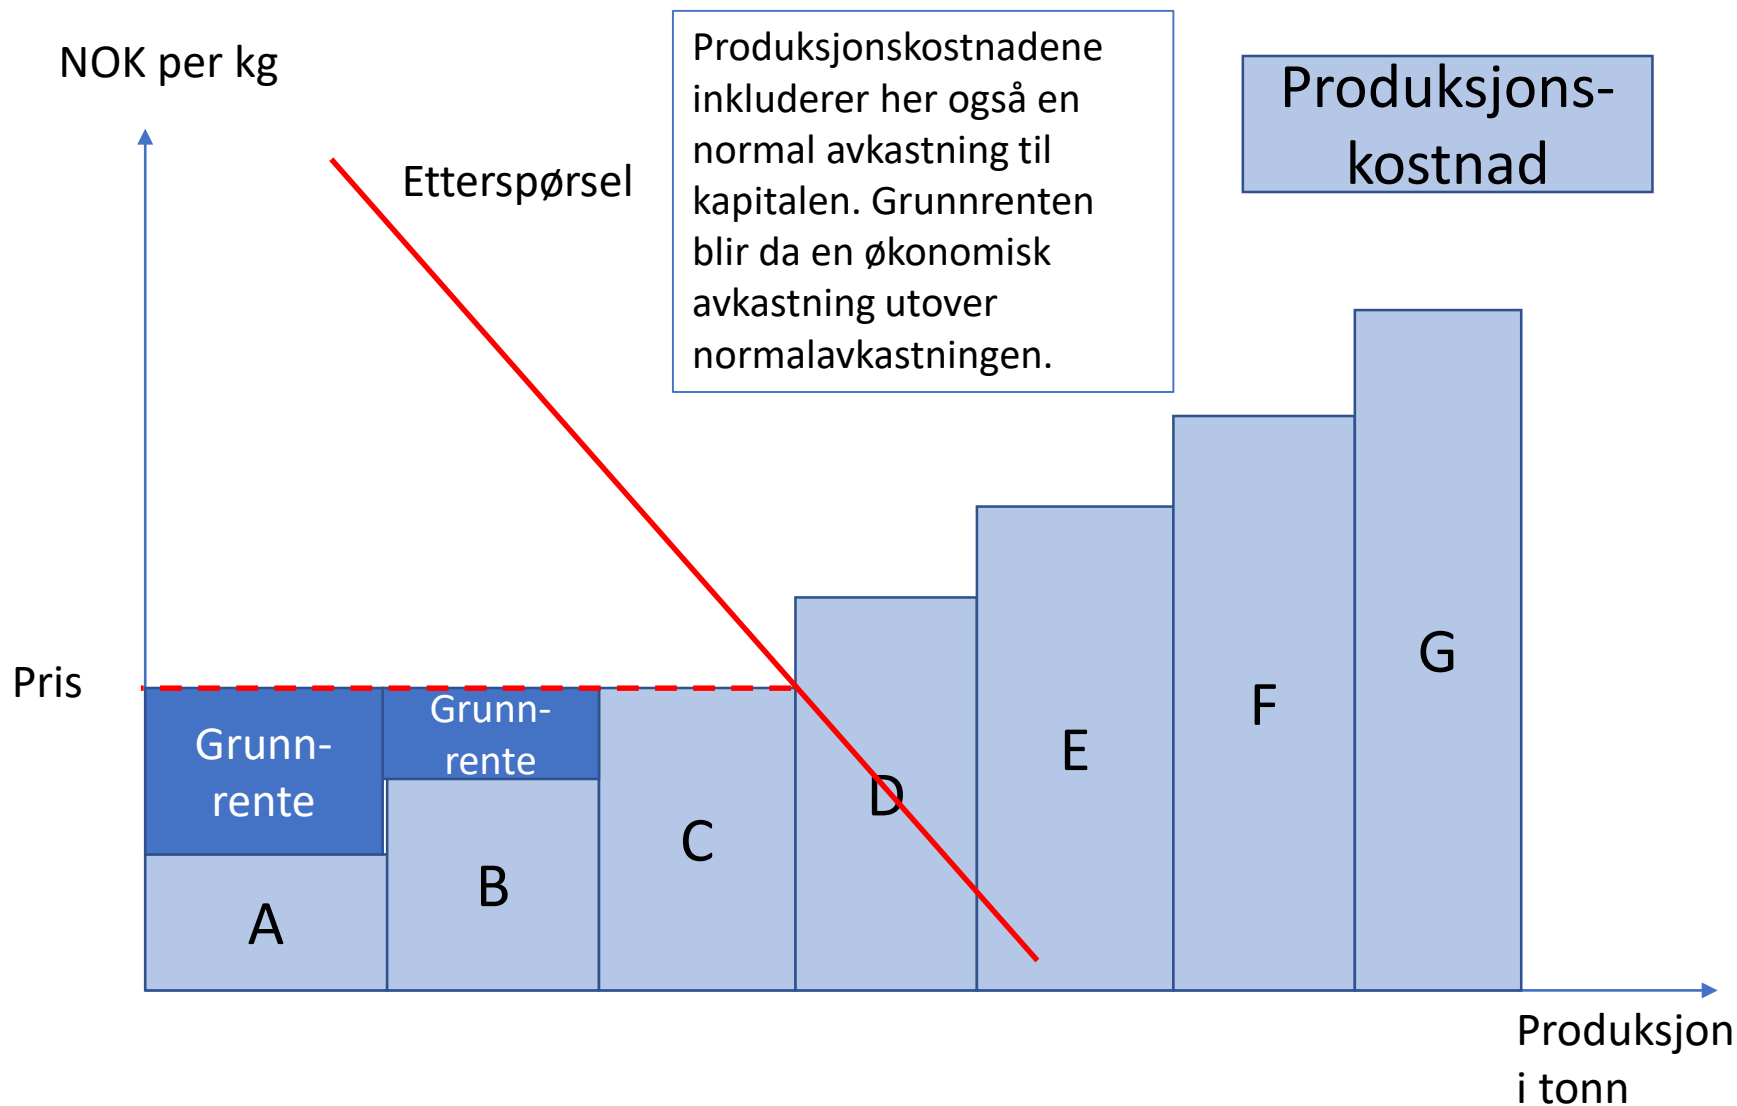 NOK per kg
Etterspørsel
Produksjonskostnadene
inkluderer her også en
normal avkastning til
kapitalen. Grunnrenten
blir da en økonomisk
avkastning utover
normalavkastningen.
Produksjons-
kostnad
Pris
Grunn-
rente
Grunn-
rente
A
B
C
D
E
F
G
Produksjon
i tonn